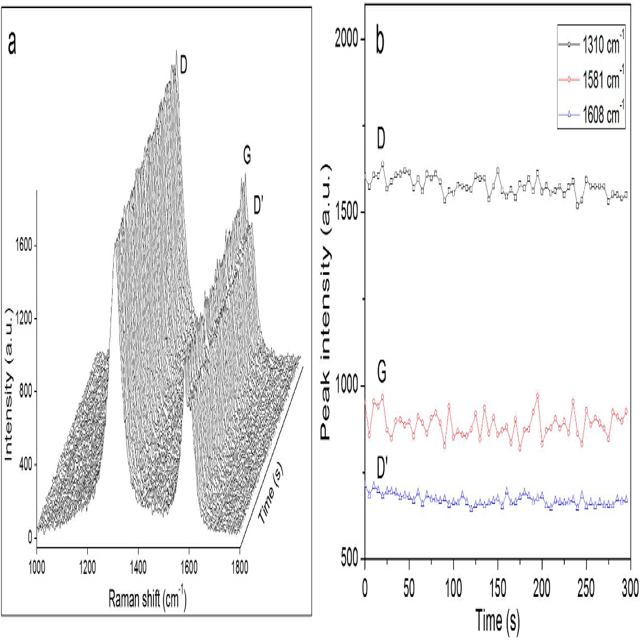 a
D
G
D'
1600
1200
800
400
0
Intensity (a.u.)
1000 1200 1400 1600 1800
Raman shift (cm⁻¹)
Time (s)
b
1310 cm⁻¹
1581 cm⁻¹
1608 cm⁻¹
D
G
D'
2000
1500
1000
500
Peak intensity (a.u.)
0 50 100 150 200 250 300
Time (s)